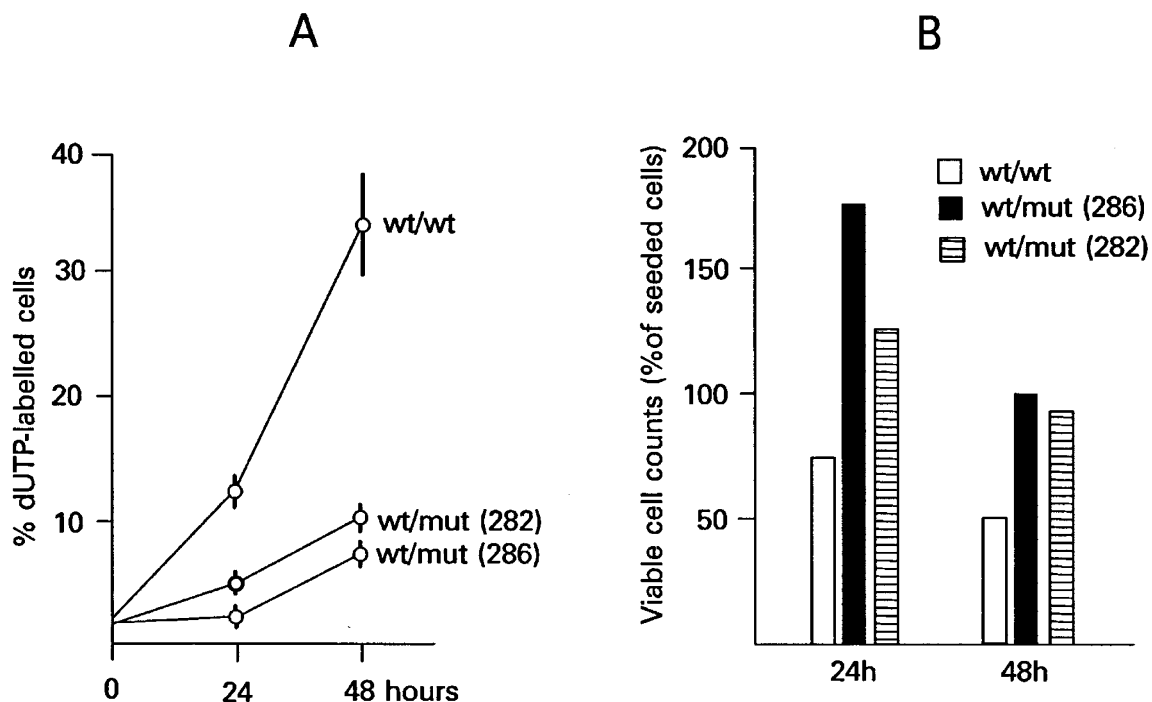 A
% dUTP-labelled cells
40
30
20
10
0
24
48 hours
wt/wt
wt/mut (282)
wt/mut (286)
B
Viable cell counts (%of seeded cells)
200
150
100
50
24h
48h
wt/wt
wt/mut (286)
wt/mut (282)